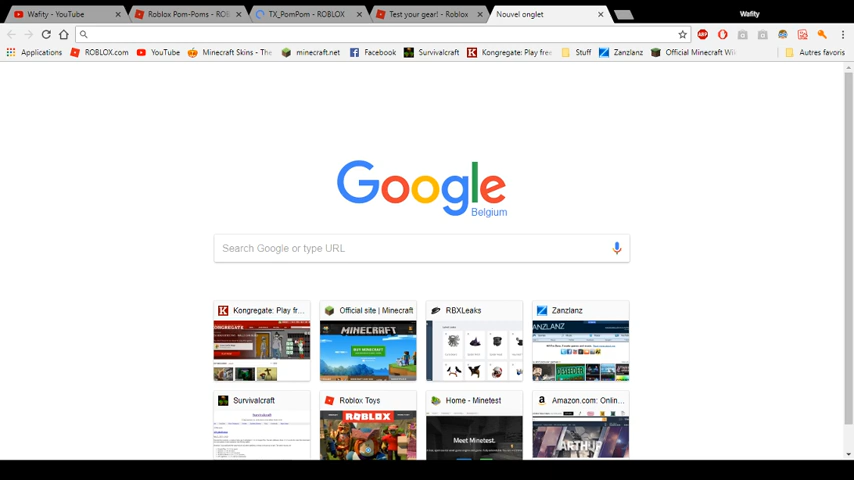 Wafity - YouTube
Roblox Pom-Poms - RO
TX_PomPom - ROBLOX
Test your gear! - Roblox
Nouvel onglet
Wafity
Applications
ROBLOX.com
YouTube
Minecraft Skins - The
minecraft.net
Facebook
Survivalcraft
Kongregate: Play free
Stuff
Zanzlanz
Official Minecraft Wi
Autres favoris
Google
Belgium
Search Google or type URL
Kongregate: Play fr...
Official site | Minecraft
RBXLeaks
Zanzlanz
KONGREGATE
MINECRAFT
ANZLANZ
Survivalcraft
Roblox Toys
Home - Minetest
Amazon.com: Onlin...
ROBLOX
Meet Minetest.
ARTHUR